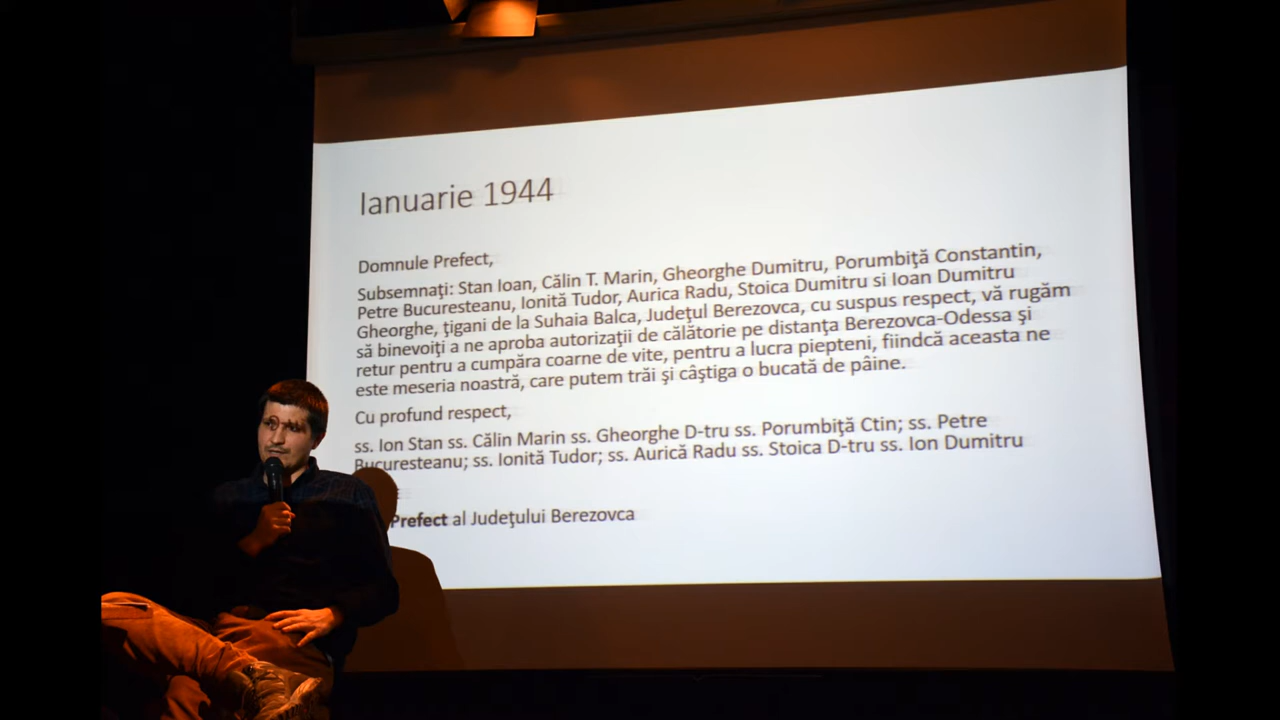 Ianuarie 1944
Domnule Prefect,
Subsemnaţi: Stan Ioan, Călin T. Marin, Gheorghe Dumitru, Porumbiţă Constantin,
Petre Bucuresteanu, Ionită Tudor, Aurica Radu, Stoica Dumitru si Ioan Dumitru
Gheorghe, ţigani de la Suhaia Balca, Judeţul Berezovca, cu suspus respect, vă rugăm
să binevoiţi a ne aproba autorizaţii de călătorie pe distanţa Berezovca-Odessa şi
retur pentru a cumpăra coarne de vite, pentru a lucra piepteni, fiindcă aceasta ne
este meseria noastră, care putem trăi şi câştiga o bucată de pâine.
Cu profund respect,
ss. Ion Stan ss. Călin Marin ss. Gheorghe D-tru ss. Porumbiţă Ctin; ss. Petre
Bucuresteanu; ss. Ionită Tudor; ss. Aurică Radu ss. Stoica D-tru ss. Ion Dumitru
Prefect al Judeţului Berezovca